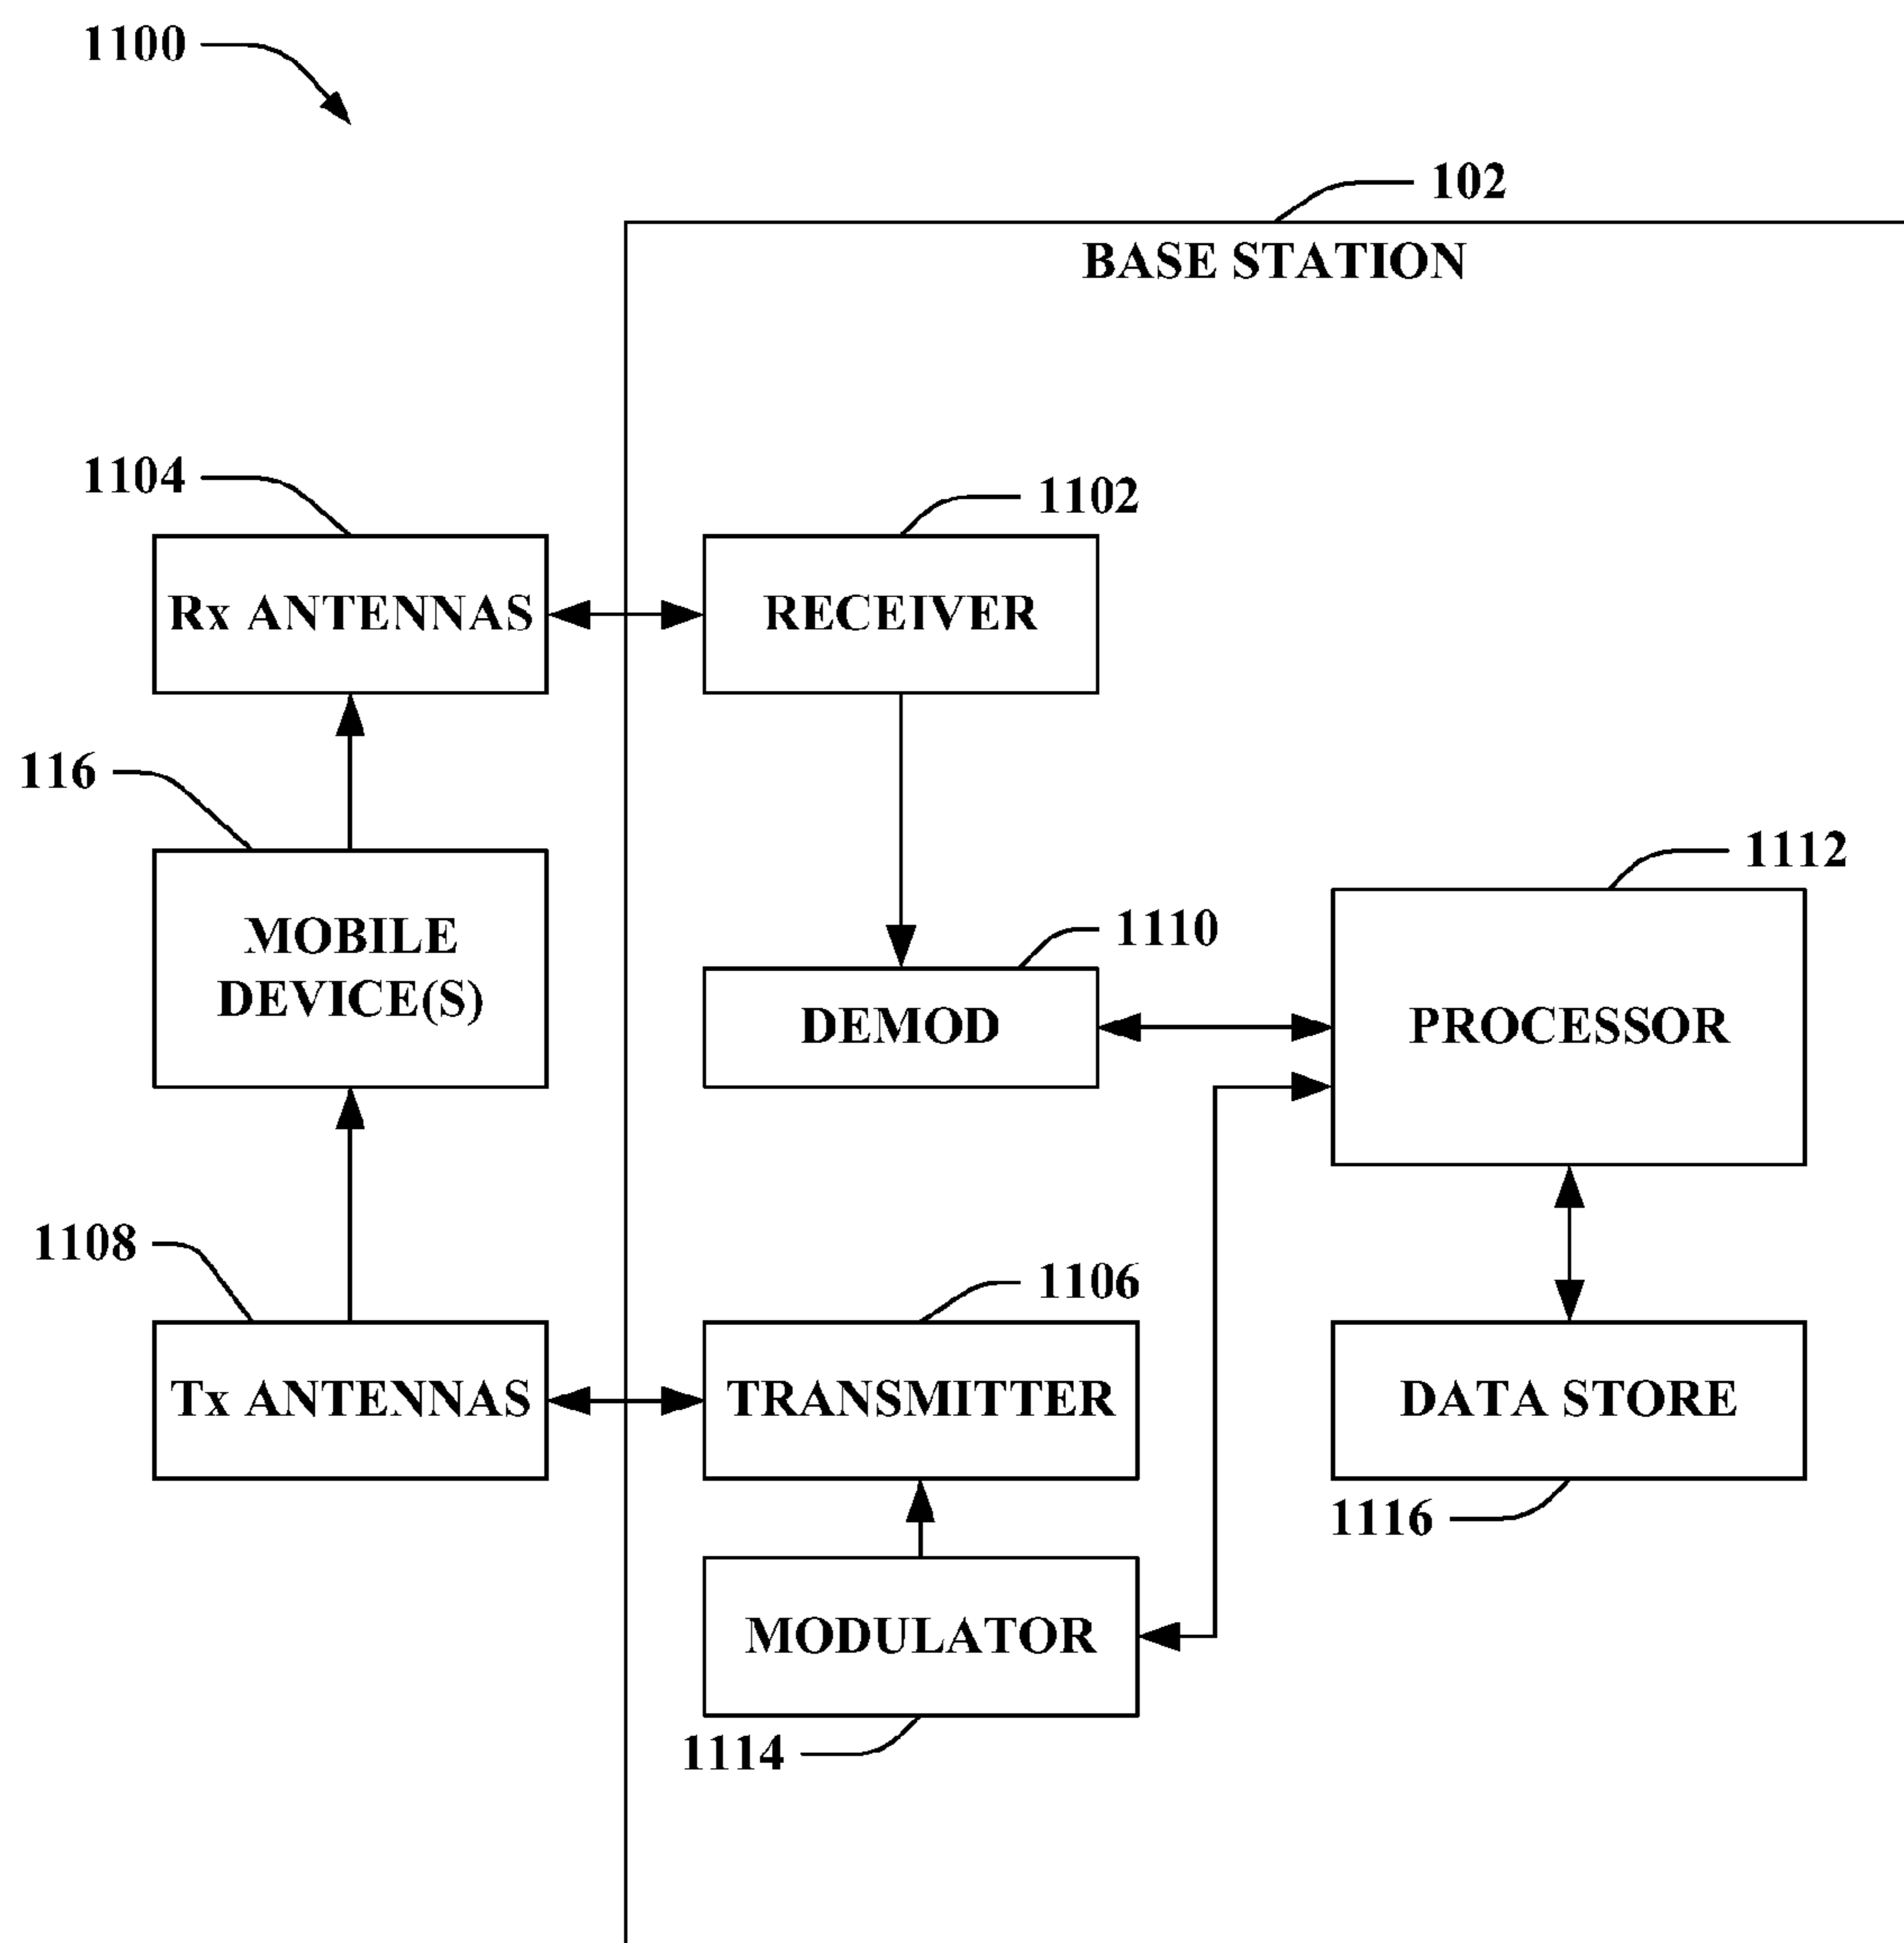 1100
102
BASE STATION
1104
1102
Rx ANTENNAS
RECEIVER
116
1112
MOBILE
DEVICE(S)
1110
DEMOD
PROCESSOR
1108
1106
Tx ANTENNAS
TRANSMITTER
DATA STORE
1116
MODULATOR
1114